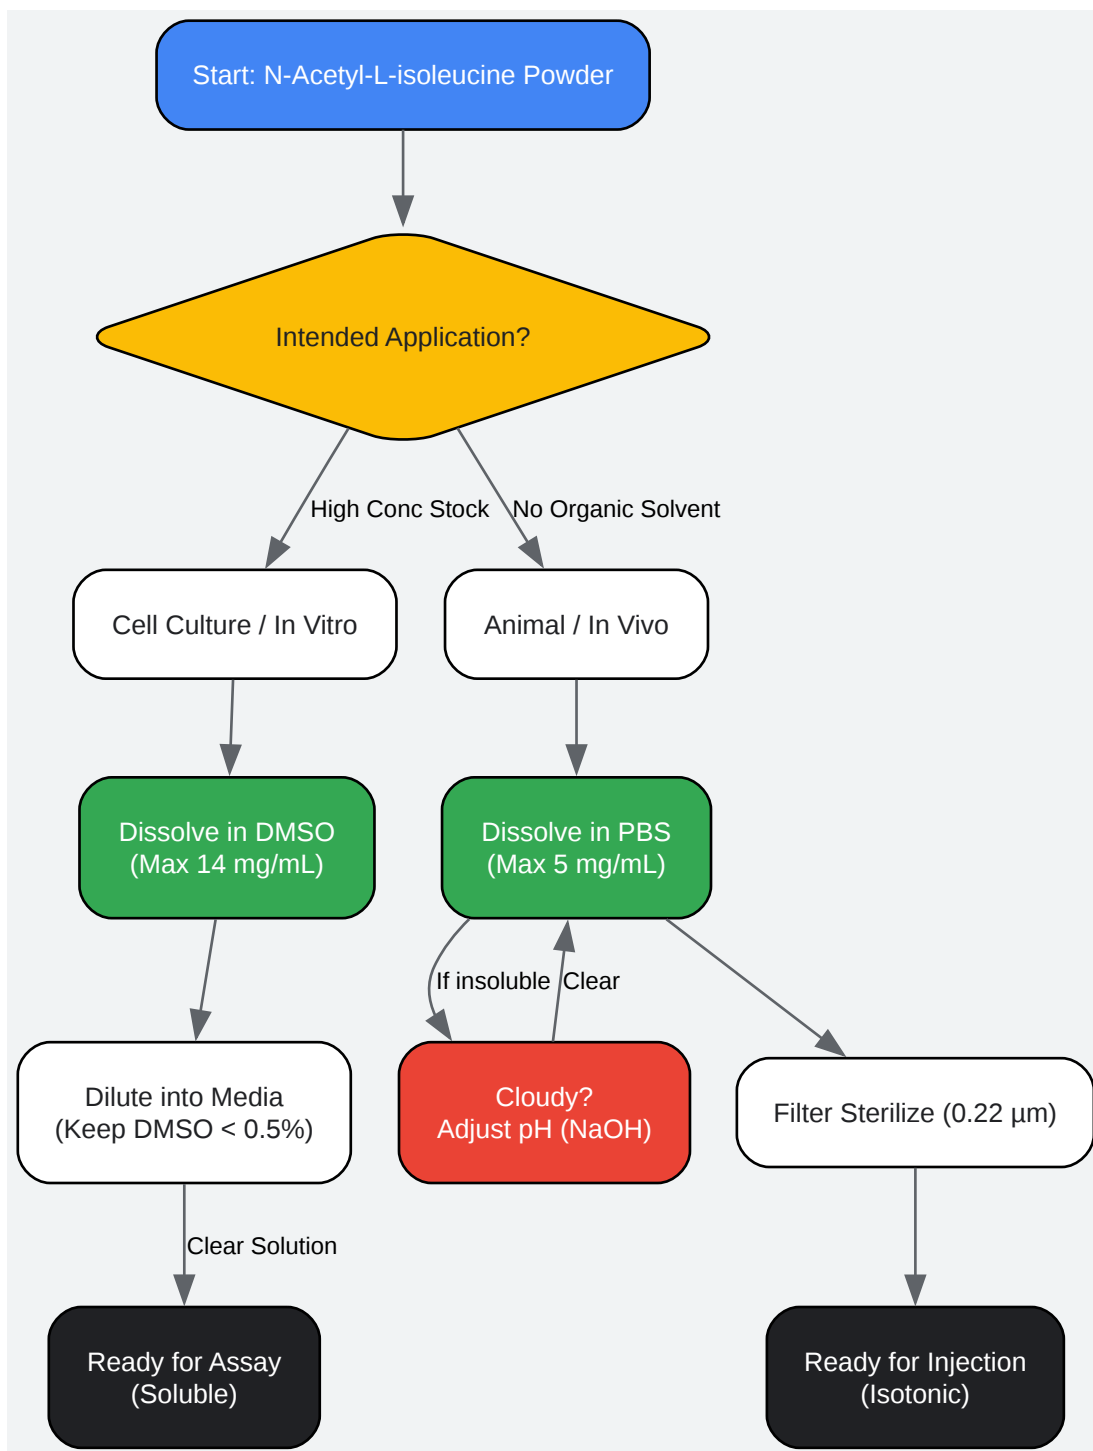 Start: N-Acetyl-L-isoleucine Powder
Intended Application?
High Conc Stock
No Organic Solvent
Cell Culture / In Vitro
Animal / In Vivo
Dissolve in DMSO
(Max 14 mg/mL)
Dissolve in PBS
(Max 5 mg/mL)
If insoluble
Clear
Dilute into Media
(Keep DMSO < 0.5%)
Cloudy?
Adjust pH (NaOH)
Filter Sterilize (0.22 µm)
Clear Solution
Ready for Assay
(Soluble)
Ready for Injection
(Isotonic)